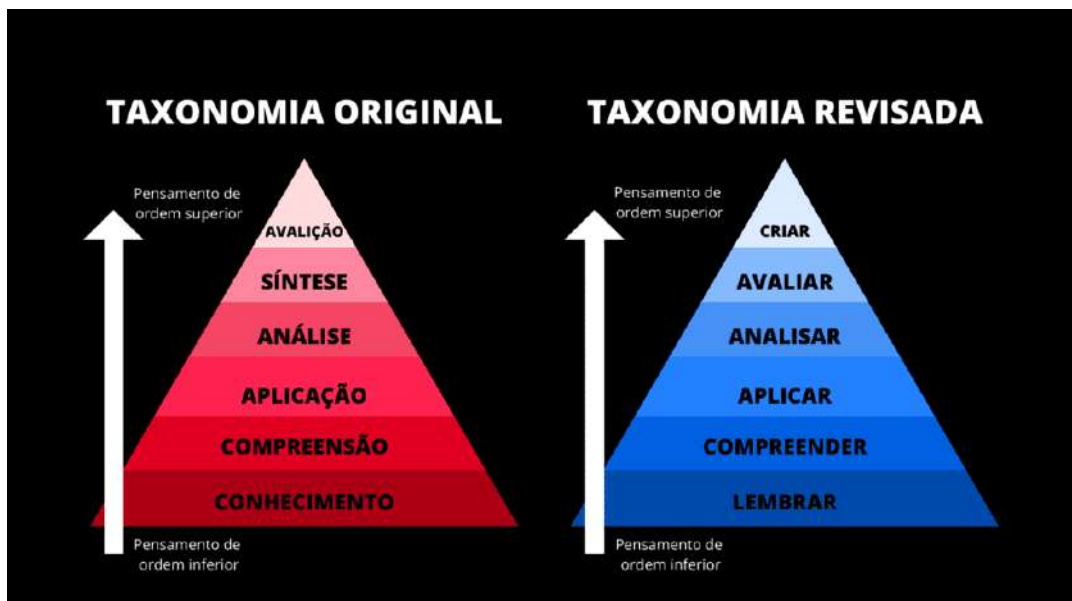 TAXONOMIA ORIGINAL
Pensamento de
ordem superior
AVALIÇÃO
SÍNTESE
ANÁLISE
APLICAÇÃO
COMPREENSÃO
CONHECIMENTO
Pensamento de
ordem inferior
TAXONOMIA REVISADA
Pensamento de
ordem superior
CRIAR
AVALIAR
ANALISAR
APLICAR
COMPREENDER
LEMBRAR
Pensamento de
ordem inferior